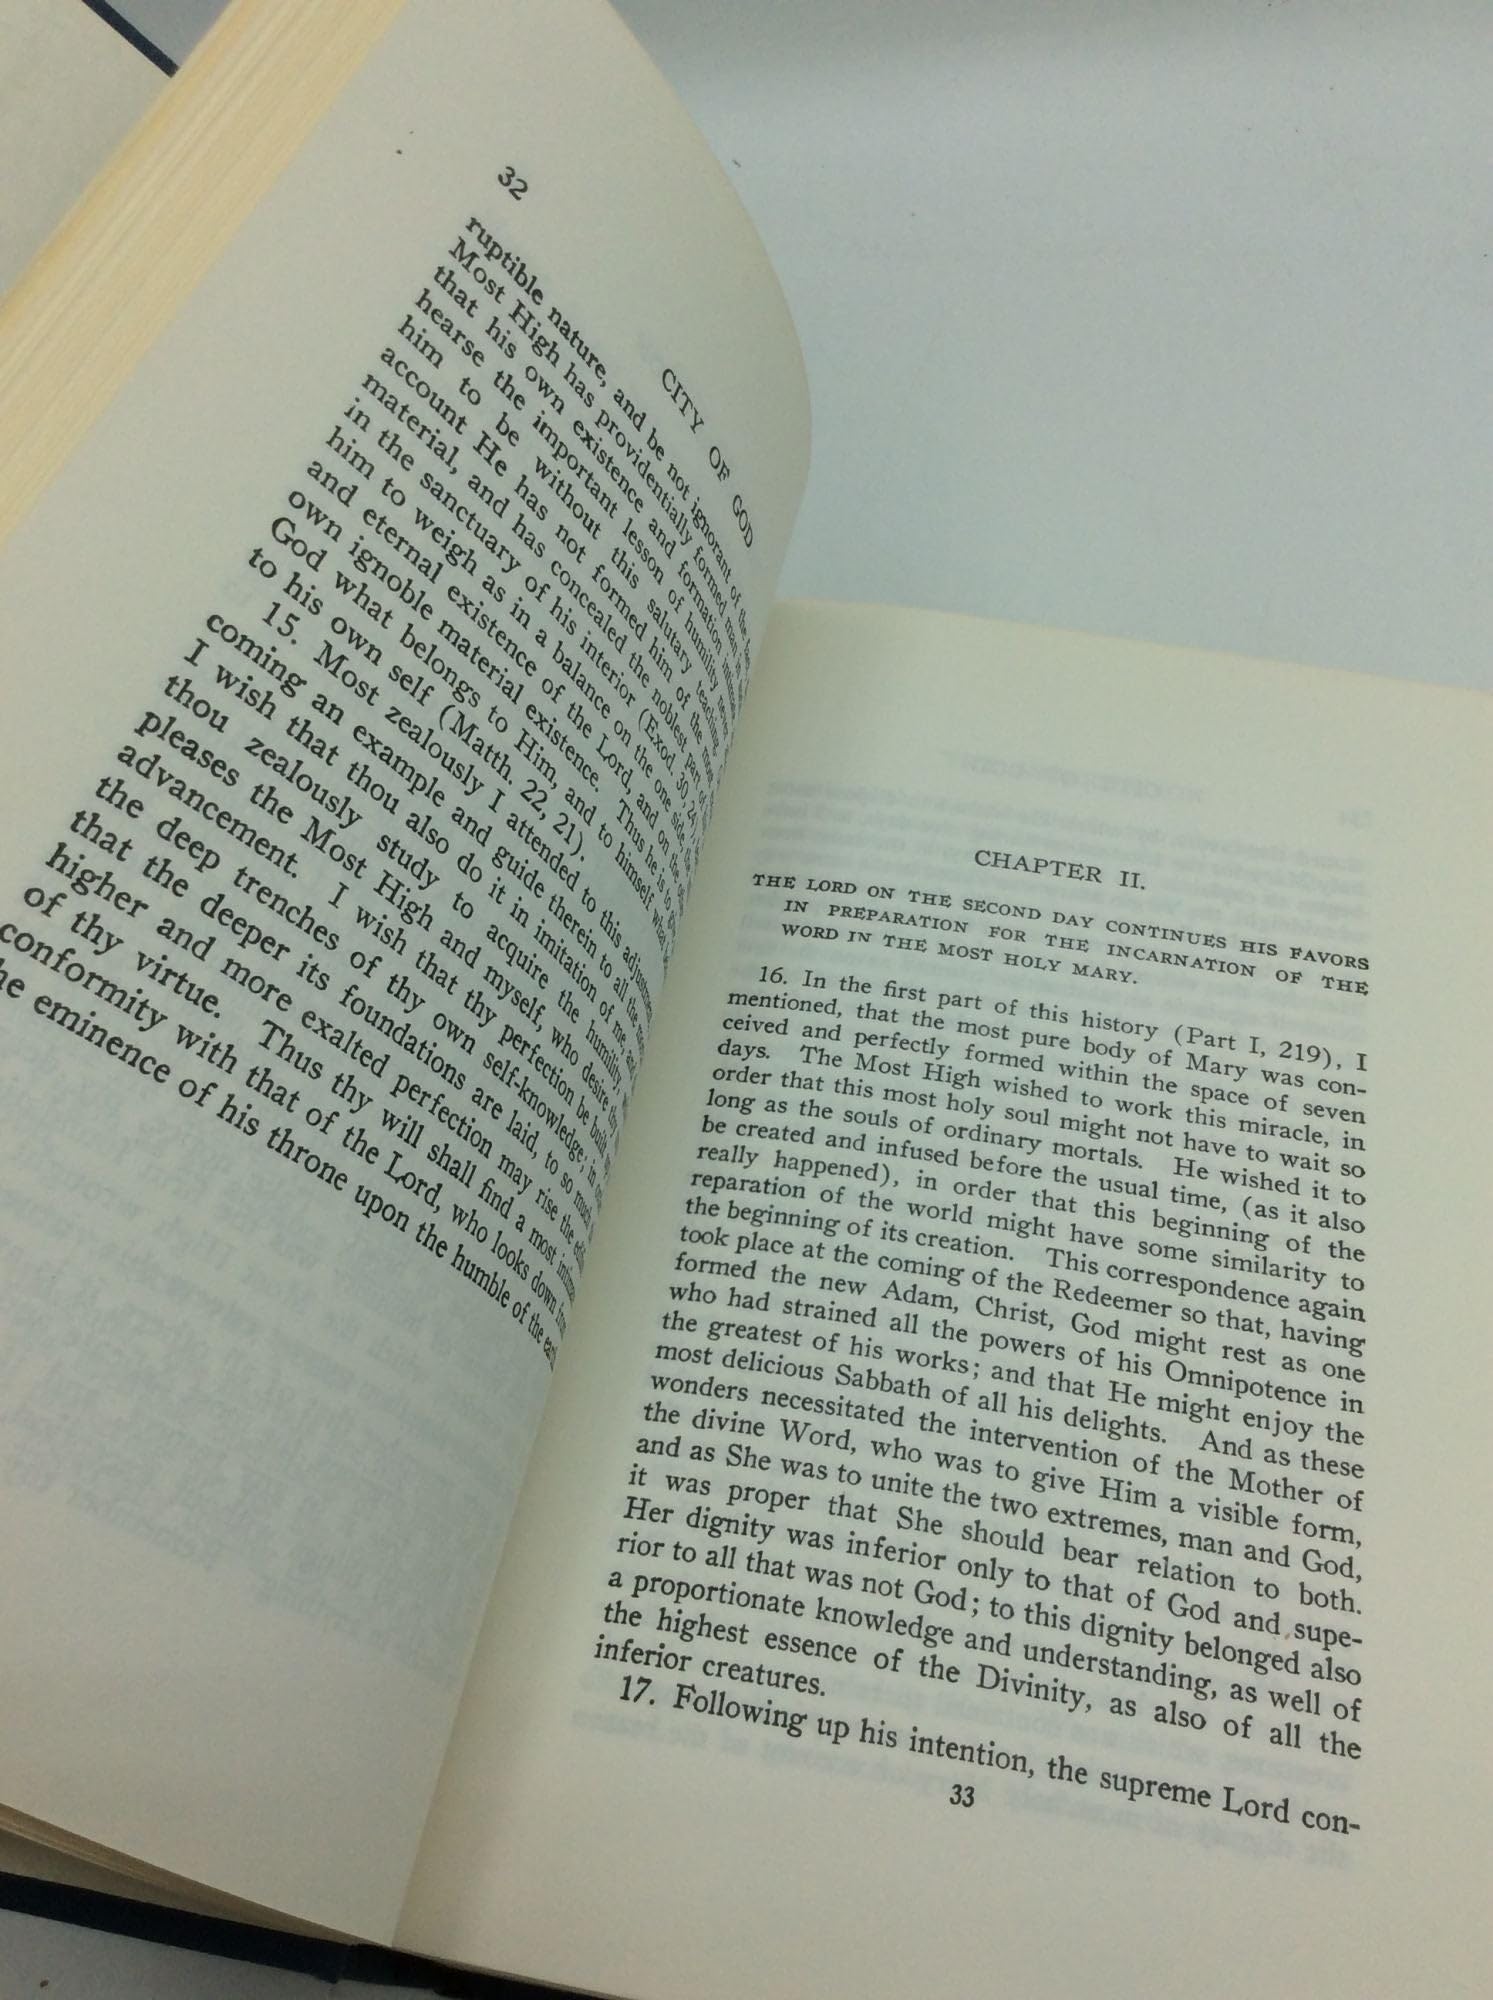 32
CITY OF GOD
ruptible nature, and be not ignorant of the
Most High has providentially formed man in
that his own existence and formation
hearse the important lesson of humility never
him to be without this salutary teaching.
account He has not formed him of the most
material, and has concealed the noblest part of
in the sanctuary of his interior (Exod. 30, 24),
him to weigh as in a balance on the one side,
and eternal existence of the Lord, and on the
own ignoble material existence. Thus he is to
God what belongs to Him, and to himself what
to his own self (Matth. 22, 21).
15. Most zealously I attended to this
coming an example and guide therein to all the
I wish that thou also do it in imitation of me, and
thou zealously study to acquire the humility,
pleases the Most High and myself, who desire thy
advancement. I wish that thy perfection be built
the deep trenches of thy own self-knowledge; in
that the deeper its foundations are laid, to so much
higher and more exalted perfection may rise the
of thy virtue. Thus thy will shall find a most
conformity with that of the Lord, who looks down
eminence of his throne upon the humble of the
CHAPTER II.
THE LORD ON THE SECOND DAY CONTINUES HIS FAVORS
IN PREPARATION FOR THE INCARNATION OF THE
WORD IN THE MOST HOLY MARY.
16. In the first part of this history (Part I, 219), I
mentioned, that the most pure body of Mary was con-
ceived and perfectly formed within the space of seven
days. The Most High wished to work this miracle, in
order that this most holy soul might not have to wait so
long as the souls of ordinary mortals. He wished it to
be created and infused before the usual time, (as it also
really happened), in order that this beginning of the
reparation of the world might have some similarity to
the beginning of its creation. This correspondence again
took place at the coming of the Redeemer so that, having
formed the new Adam, Christ, God might rest as one
who had strained all the powers of his Omnipotence in
the greatest of his works; and that He might enjoy the
most delicious Sabbath of all his delights. And as these
wonders necessitated the intervention of the Mother of
the divine Word, who was to give Him a visible form,
and as She was to unite the two extremes, man and God,
it was proper that She should bear relation to both.
Her dignity was inferior only to that of God and supe-
rior to all that was not God; to this dignity belonged also
a proportionate knowledge and understanding, as well of
the highest essence of the Divinity, as also of all the
inferior creatures.
17. Following up his intention, the supreme Lord con-
33